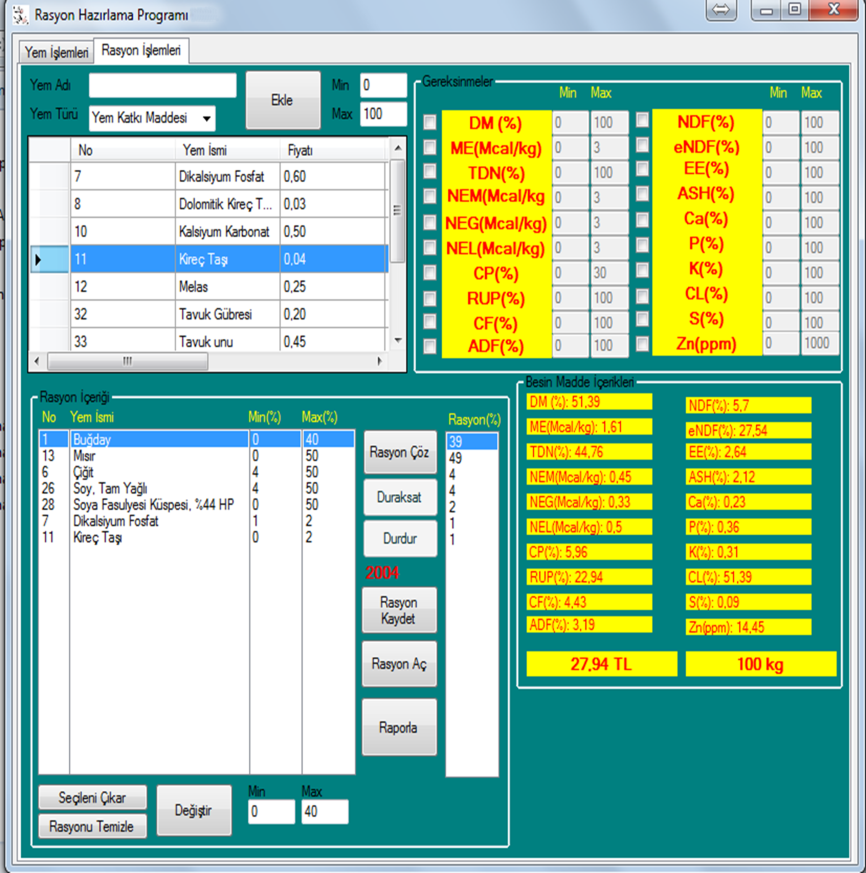 Rasyon Hazırlama Programı
Yem İşlemleri Rasyon İşlemleri
Yem Adı Ekle Min 0
Yem Türü Yem Katkı Maddesi Max 100
No Yem İsmi Fiyatı
7 Dikalsiyum Fosfat 0,60
8 Dolomitik Kireç T... 0,03
10 Kalsiyum Karbonat 0,50
11 Kireç Taşı 0,04
12 Melas 0,25
32 Tavuk Gübresi 0,20
33 Tavuk unu 0,45
Gereksinmeler
Min Max Min Max
DM (%) 0 100 NDF(%) 0 100
ME(Mcal/kg) 0 3 eNDF(%) 0 100
TDN(%) 0 100 EE(%) 0 100
NEM(Mcal/kg 0 3 ASH(%) 0 100
NEG(Mcal/kg) 0 3 Ca(%) 0 100
NEL(Mcal/kg) 0 3 P(%) 0 100
CP(%) 0 30 K(%) 0 100
RUP(%) 0 100 CL(%) 0 100
CF(%) 0 100 S(%) 0 100
ADF(%) 0 100 Zn(ppm) 0 1000
Rasyon İçeriği
No Yem İsmi Min(%) Max(%) Rasyon(%)
1 Buğday 0 40 39
13 Mısır 0 50 49
6 Çiğit 4 50 4
26 Soy, Tam Yağlı 4 50 4
28 Soya Fasulyesi Küspesi, %44 HP 0 50 2
7 Dikalsiyum Fosfat 1 2 1
11 Kireç Taşı 0 2 1
Rasyon Çöz
Duraksat
Durdur
2004
Rasyon
Kaydet
Rasyon Aç
Raporla
Seçileni Çıkar
Rasyonu Temizle
Değiştir
Min Max
0 40
Besin Madde İçerikleri
DM (%): 51,39 NDF(%): 5,7
ME(Mcal/kg): 1,61 eNDF(%): 27,54
TDN(%): 44,76 EE(%): 2,64
NEM(Mcal/kg): 0,45 ASH(%): 2,12
NEG(Mcal/kg): 0,33 Ca(%): 0,23
NEL(Mcal/kg): 0,5 P(%): 0,36
CP(%): 5,96 K(%): 0,31
RUP(%): 22,94 CL(%): 51,39
CF(%): 4,43 S(%): 0,09
ADF(%): 3,19 Zn(ppm): 14,45
27,94 TL 100 kg